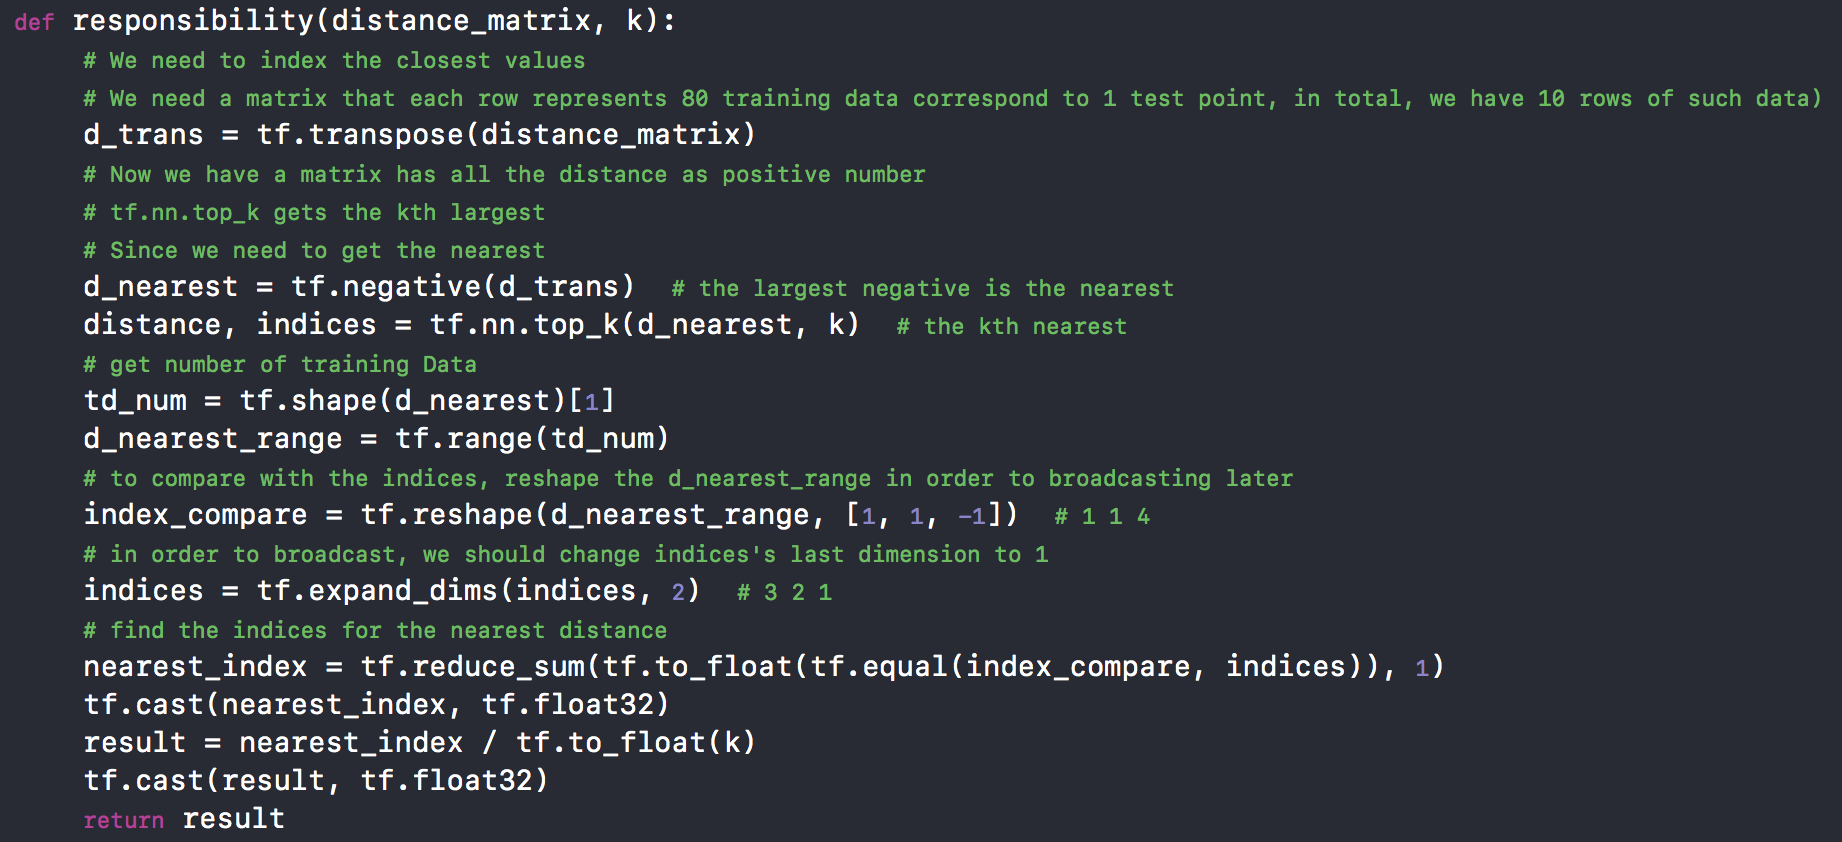 def responsibility(distance_matrix, k):
    # We need to index the closest values
    # We need a matrix that each row represents 80 training data correspond to 1 test point, in total, we have 10 rows of such data)
    d_trans = tf.transpose(distance_matrix)
    # Now we have a matrix has all the distance as positive number
    # tf.nn.top_k gets the kth largest
    # Since we need to get the nearest
    d_nearest = tf.negative(d_trans)  # the largest negative is the nearest
    distance, indices = tf.nn.top_k(d_nearest, k)  # the kth nearest
    # get number of training Data
    td_num = tf.shape(d_nearest)[1]
    d_nearest_range = tf.range(td_num)
    # to compare with the indices, reshape the d_nearest_range in order to broadcasting later
    index_compare = tf.reshape(d_nearest_range, [1, 1, -1])  # 1 1 4
    # in order to broadcast, we should change indices's last dimension to 1
    indices = tf.expand_dims(indices, 2)  # 3 2 1
    # find the indices for the nearest distance
    nearest_index = tf.reduce_sum(tf.to_float(tf.equal(index_compare, indices)), 1)
    tf.cast(nearest_index, tf.float32)
    result = nearest_index / tf.to_float(k)
    tf.cast(result, tf.float32)
    return result